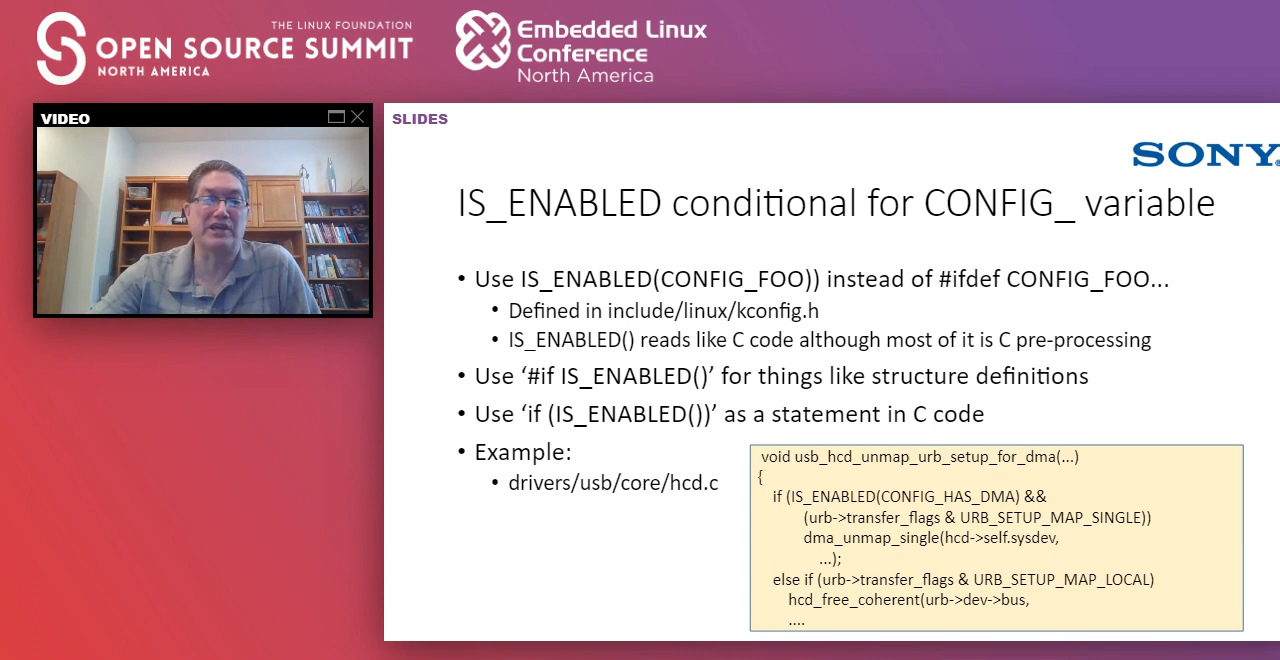 THE LINUX FOUNDATION
OPEN SOURCE SUMMIT
NORTH AMERICA
Embedded Linux
Conference
North America
VIDEO
SLIDES
SONY
IS_ENABLED conditional for CONFIG_ variable
• Use IS_ENABLED(CONFIG_FOO)) instead of #ifdef CONFIG_FOO...
• Defined in include/linux/kconfig.h
• IS_ENABLED() reads like C code although most of it is C pre-processing
• Use ‘#if IS_ENABLED()’ for things like structure definitions
• Use ‘if (IS_ENABLED())’ as a statement in C code
• Example:
• drivers/usb/core/hcd.c
void usb_hcd_unmap_urb_setup_for_dma(...)
{
if (IS_ENABLED(CONFIG_HAS_DMA) &&
(urb->transfer_flags & URB_SETUP_MAP_SINGLE))
dma_unmap_single(hcd->self.sysdev,
...);
else if (urb->transfer_flags & URB_SETUP_MAP_LOCAL)
hcd_free_coherent(urb->dev->bus,
....